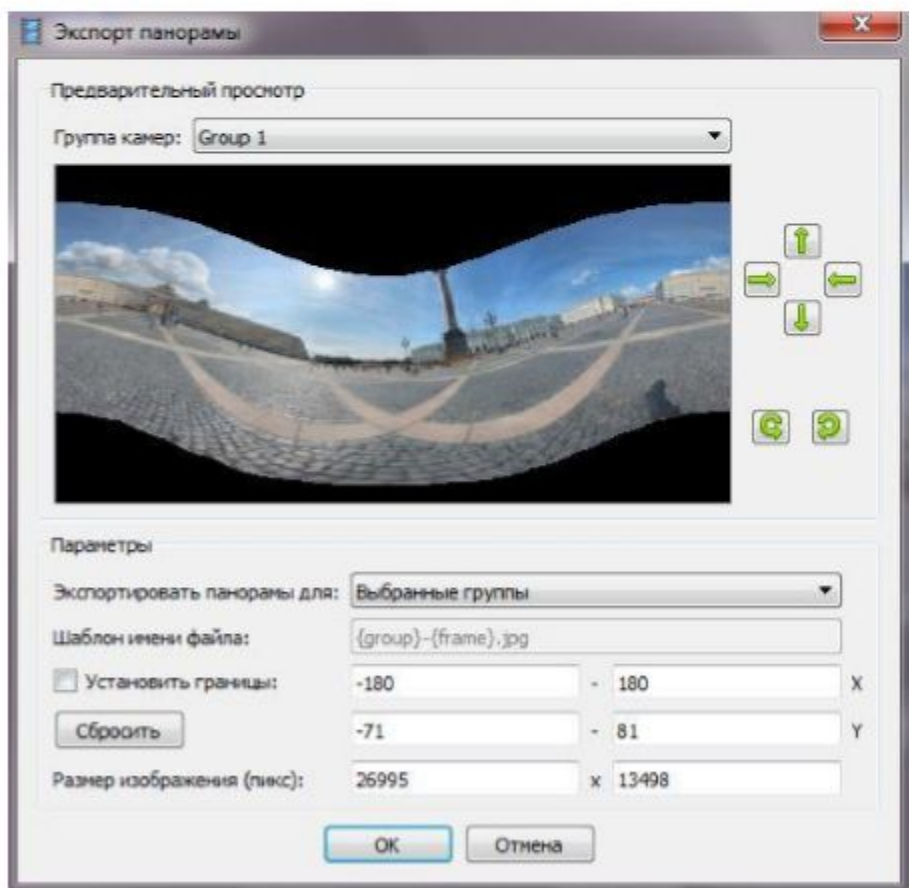 Экспорт панорамы
Предварительный просмотр
Группа камер: Group 1
Параметры
Экспортировать панорамы для: Выбранные группы
Шаблон имени файла: {group}-{frame}.jpg
Установить границы: -180 - 180 X
Сбросить -71 - 81 Y
Размер изображения (пикс): 26995 x 13498
OK Отмена